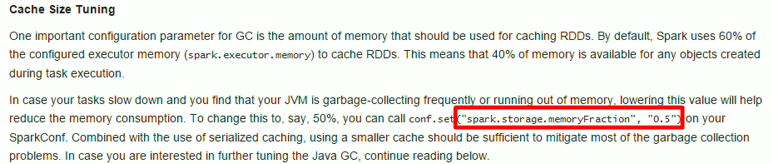 Cache Size Tuning
One important configuration parameter for GC is the amount of memory that should be used for caching RDDs. By default, Spark uses 60% of
the configured executor memory (spark.executor.memory) to cache RDDs. This means that 40% of memory is available for any objects created
during task execution.
In case your tasks slow down and you find that your JVM is garbage-collecting frequently or running out of memory, lowering this value will help
reduce the memory consumption. To change this to, say, 50%, you can call conf.set("spark.storage.memoryFraction", "0.5") on your
SparkConf. Combined with the use of serialized caching, using a smaller cache should be sufficient to mitigate most of the garbage collection
problems. In case you are interested in further tuning the Java GC, continue reading below.